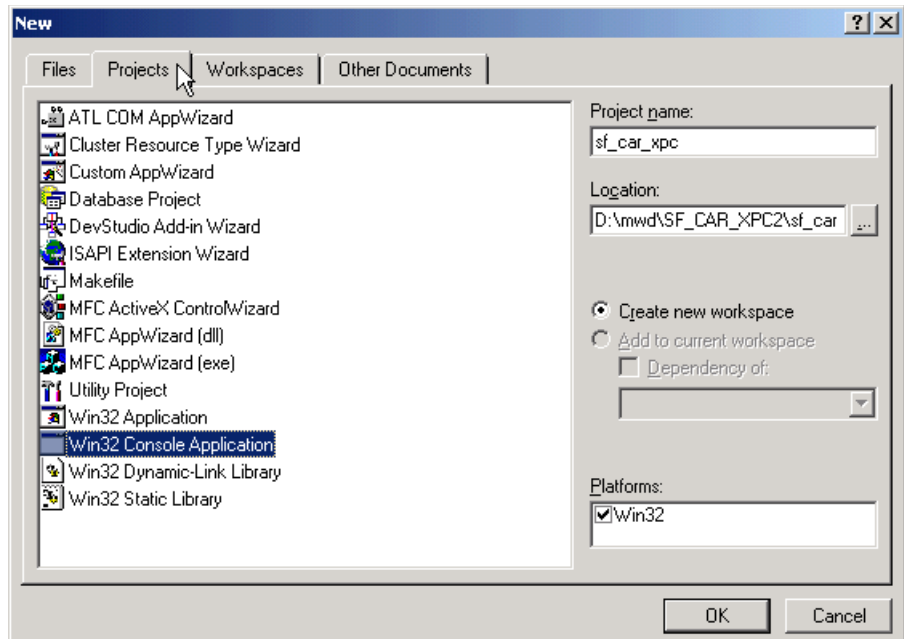 New
Files Projects Workspaces Other Documents
ATL COM AppWizard
Cluster Resource Type Wizard
Custom AppWizard
Database Project
DevStudio Add-in Wizard
ISAPI Extension Wizard
Makefile
MFC ActiveX ControlWizard
MFC AppWizard (dll)
MFC AppWizard (exe)
Utility Project
Win32 Application
Win32 Console Application
Win32 Dynamic-Link Library
Win32 Static Library
Project name:
sf_car_xpc
Location:
D:\mwd\SF_CAR_XPC2\sf_car ...
Create new workspace
Add to current workspace
Dependency of:
Platforms:
Win32
OK Cancel